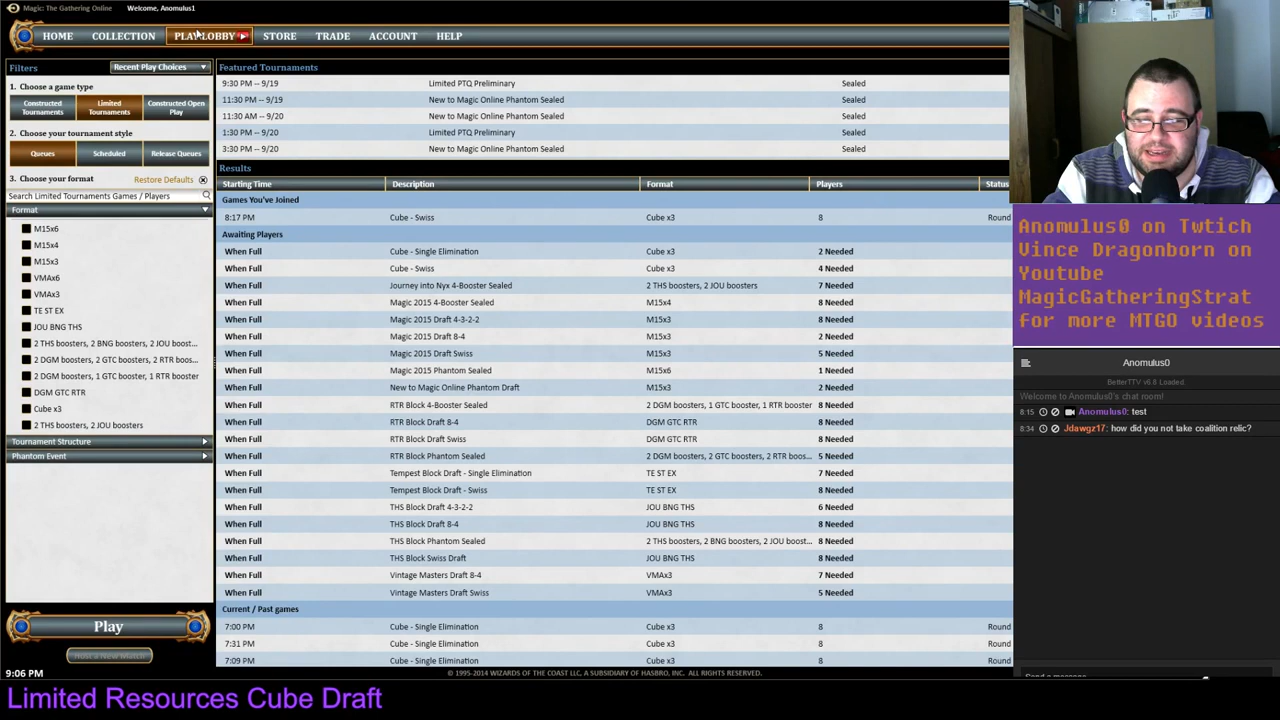 Magic: The Gathering Online Welcome, Anomulus1
HOME COLLECTION PLAY LOBBY STORE TRADE ACCOUNT HELP
Filters Recent Play Choices
1. Choose a game type
Constructed Tournaments Limited Tournaments Constructed Open Play
2. Choose your tournament style
Queues Scheduled Release Queues
3. Choose your format Restore Defaults
Search Limited Tournaments Games / Players
Format
M15x6
M15x4
M15x3
VMAx6
VMAx3
TE ST EX
JOU BNG THS
2 THS boosters, 2 BNG boosters, 2 JOU boost...
2 DGM boosters, 2 GTC boosters, 2 RTR boos...
2 DGM boosters, 1 GTC booster, 1 RTR booster
DGM GTC RTR
Cube x3
2 THS boosters, 2 JOU boosters
Tournament Structure
Phantom Event
Play
Host a New Match
9:06 PM
Featured Tournaments
9:30 PM -- 9/19 Limited PTQ Preliminary Sealed
11:30 PM -- 9/19 New to Magic Online Phantom Sealed Sealed
11:30 AM -- 9/20 New to Magic Online Phantom Sealed Sealed
1:30 PM -- 9/20 Limited PTQ Preliminary Sealed
3:30 PM -- 9/20 New to Magic Online Phantom Sealed Sealed
Results
Starting Time Description Format Players Status
Games You've Joined
8:17 PM Cube - Swiss Cube x3 8 Round
Awaiting Players
When Full Cube - Single Elimination Cube x3 2 Needed
When Full Cube - Swiss Cube x3 4 Needed
When Full Journey into Nyx 4-Booster Sealed 2 THS boosters, 2 JOU boosters 7 Needed
When Full Magic 2015 4-Booster Sealed M15x4 8 Needed
When Full Magic 2015 Draft 4-3-2-2 M15x3 8 Needed
When Full Magic 2015 Draft 8-4 M15x3 2 Needed
When Full Magic 2015 Draft Swiss M15x3 5 Needed
When Full Magic 2015 Phantom Sealed M15x6 1 Needed
When Full New to Magic Online Phantom Draft M15x3 2 Needed
When Full RTR Block 4-Booster Sealed 2 DGM boosters, 1 GTC booster, 1 RTR booster 8 Needed
When Full RTR Block Draft 8-4 DGM GTC RTR 8 Needed
When Full RTR Block Draft Swiss DGM GTC RTR 8 Needed
When Full RTR Block Phantom Sealed 2 DGM boosters, 2 GTC boosters, 2 RTR boos... 5 Needed
When Full Tempest Block Draft - Single Elimination TE ST EX 7 Needed
When Full Tempest Block Draft - Swiss TE ST EX 8 Needed
When Full THS Block Draft 4-3-2-2 JOU BNG THS 6 Needed
When Full THS Block Draft 8-4 JOU BNG THS 8 Needed
When Full THS Block Phantom Sealed 2 THS boosters, 2 BNG boosters, 2 JOU boost... 8 Needed
When Full THS Block Swiss Draft JOU BNG THS 8 Needed
When Full Vintage Masters Draft 8-4 VMAx3 7 Needed
When Full Vintage Masters Draft Swiss VMAx3 5 Needed
Current / Past games
7:00 PM Cube - Single Elimination Cube x3 8 Round
7:31 PM Cube - Single Elimination Cube x3 8 Round
7:09 PM Cube - Single Elimination Cube x3 8 Round
© 1995-2014 WIZARDS OF THE COAST LLC, A SUBSIDIARY OF HASBRO, INC. ALL RIGHTS RESERVED.
Anomulus0 on Twtich
Vince Dragonborn on
Youtube
MagicGatheringStrat
for more MTGO videos
Anomulus0
BetterTTV v6.8 Loaded.
Welcome to Anomulus0's chat room!
8:15 Anomulus0: test
8:34 Jdawgz17: how did you not take coalition relic?
Send a message
Limited Resources Cube Draft